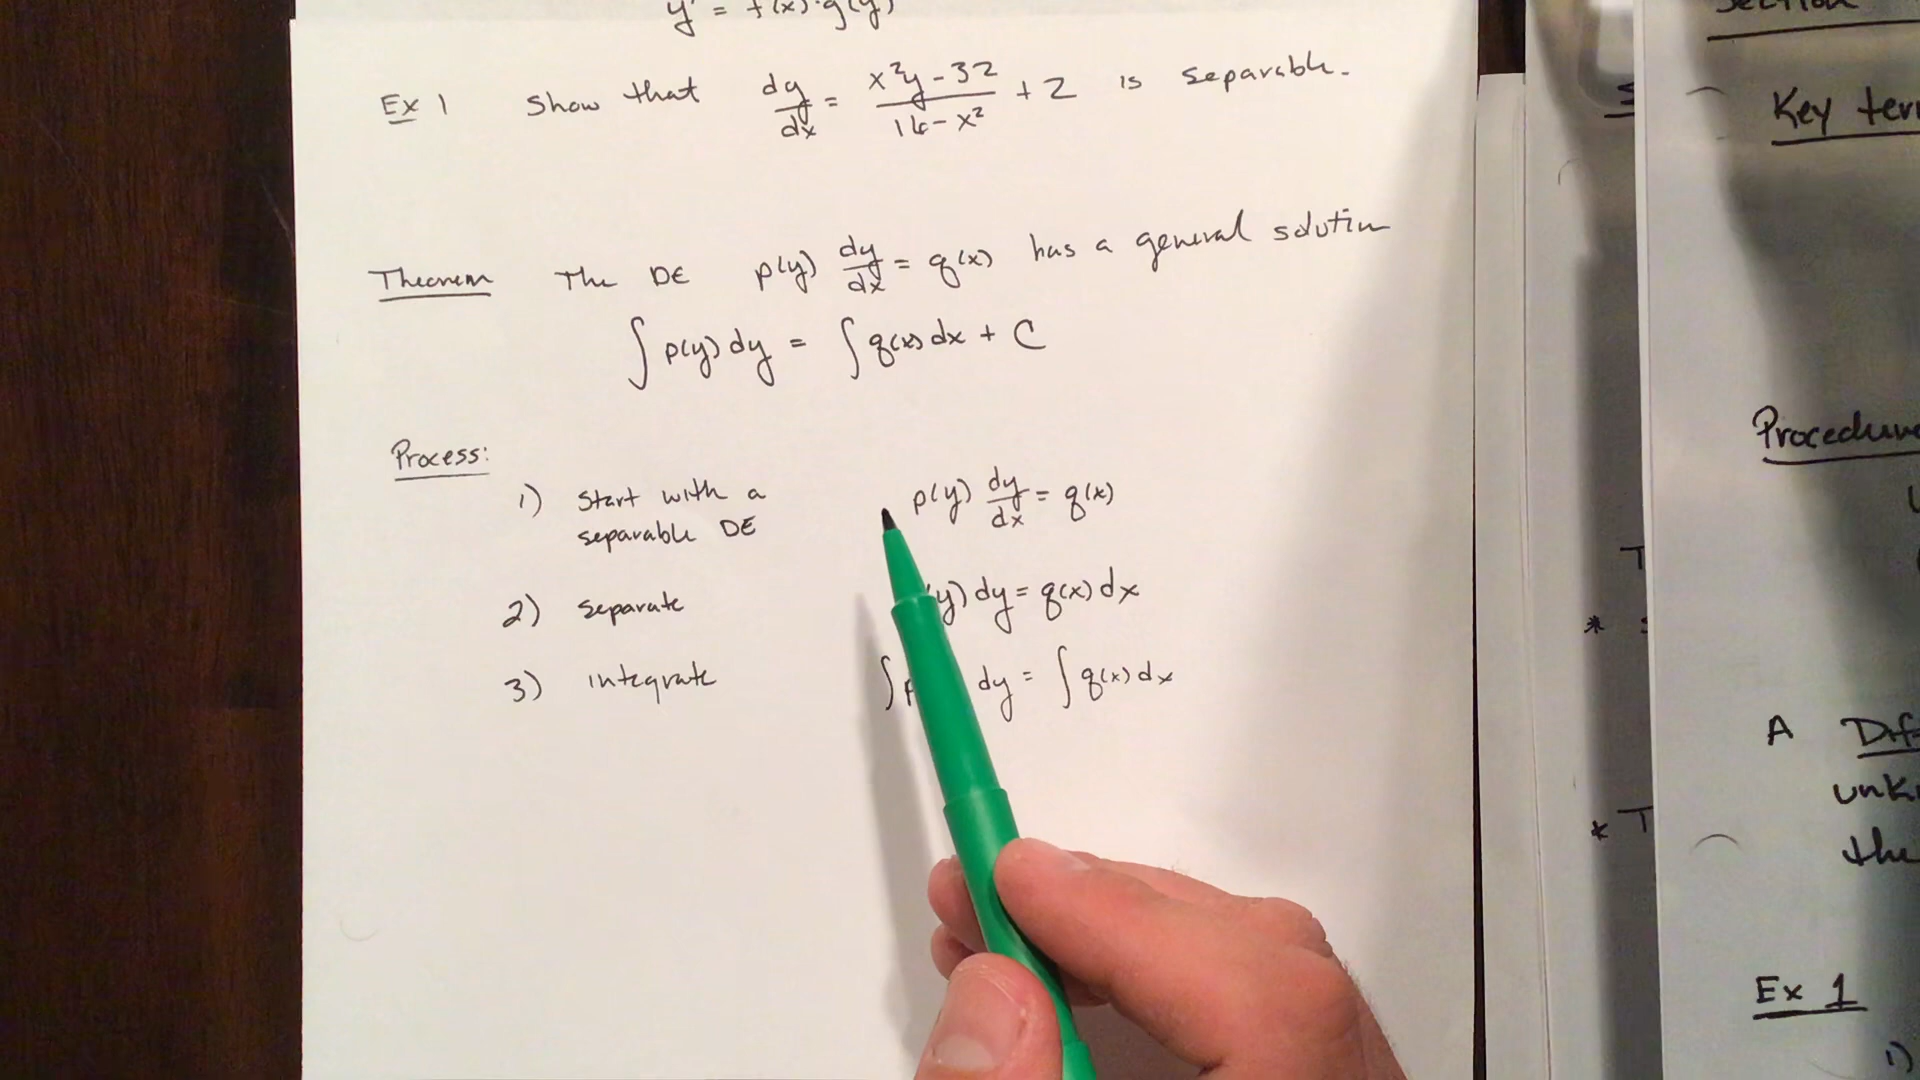 y' = f(x)·g(y)
Ex 1 Show that dy/dx = (x²y - 32)/(16 - x²) + 2 is separable.
Theorem The DE p(y) dy/dx = q(x) has a general solution
∫ p(y) dy = ∫ q(x) dx + C
Process:
1) Start with a p(y) dy/dx = q(x)
separable DE
2) separate (y) dy = q(x) dx
3) integrate ∫ dy = ∫ q(x) dx
Key
A
the
Ex 1
1)